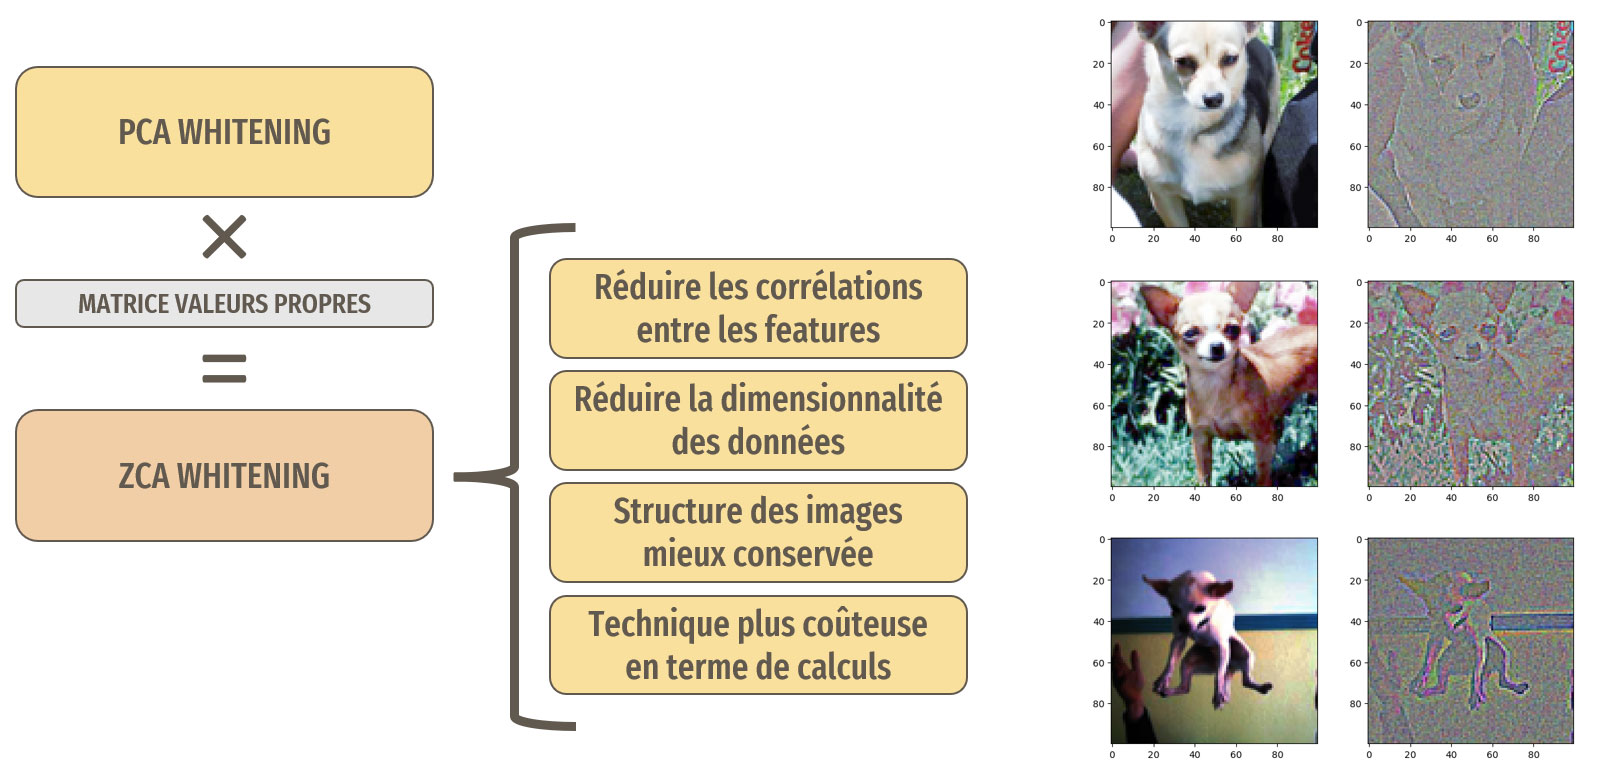 PCA WHITENING
×
MATRICE VALEURS PROPRES
=
ZCA WHITENING
Réduire les corrélations
entre les features
Réduire la dimensionnalité
des données
Structure des images
mieux conservée
Technique plus coûteuse
en terme de calculs
0
20
40
60
80
0 20 40 60 80
Coke
0
20
40
60
80
0 20 40 60 80
Coke
0
20
40
60
80
0 20 40 60 80
0
20
40
60
80
0 20 40 60 80
0
20
40
60
80
0 20 40 60 80
0
20
40
60
80
0 20 40 60 80